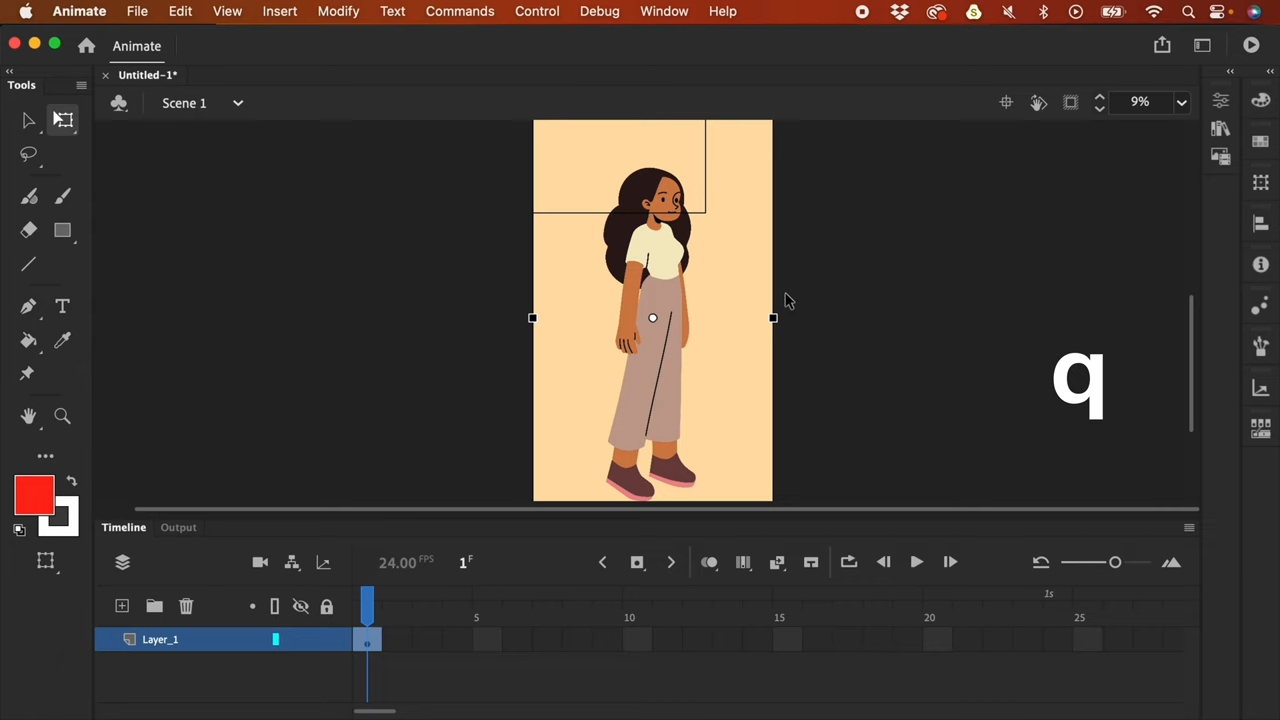 Animate File Edit View Insert Modify Text Commands Control Debug Window Help
Animate
Untitled-1*
Tools
Scene 1
9%
q
Timeline Output
24.00 FPS 1 F
1s
5 10 15 20 25
Layer_1